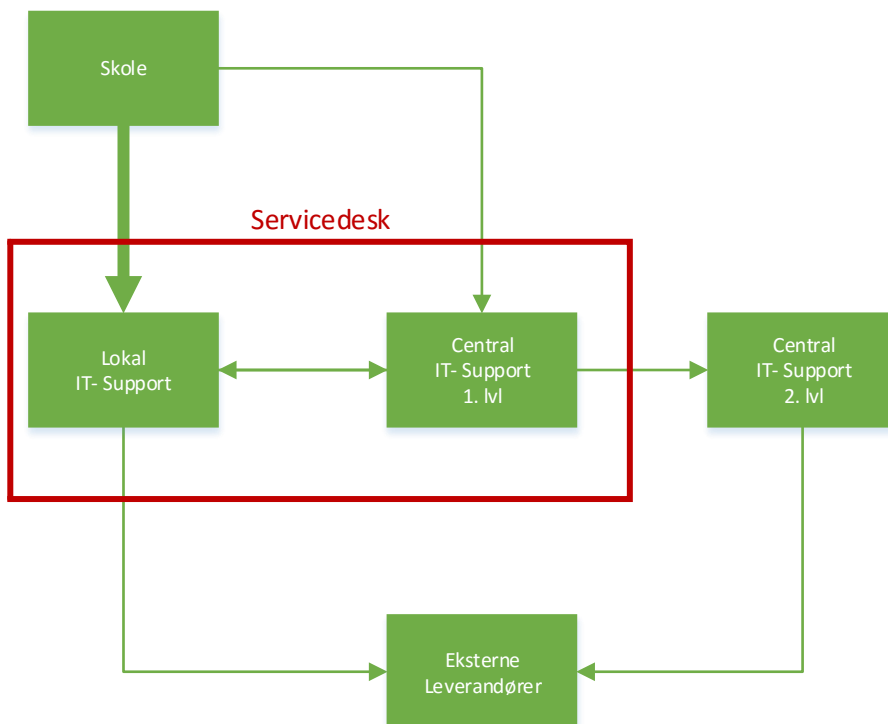 Skole
Servicedesk
Lokal
IT- Support
Central
IT- Support
1. lvl
Central
IT- Support
2. lvl
Eksterne
Leverandører